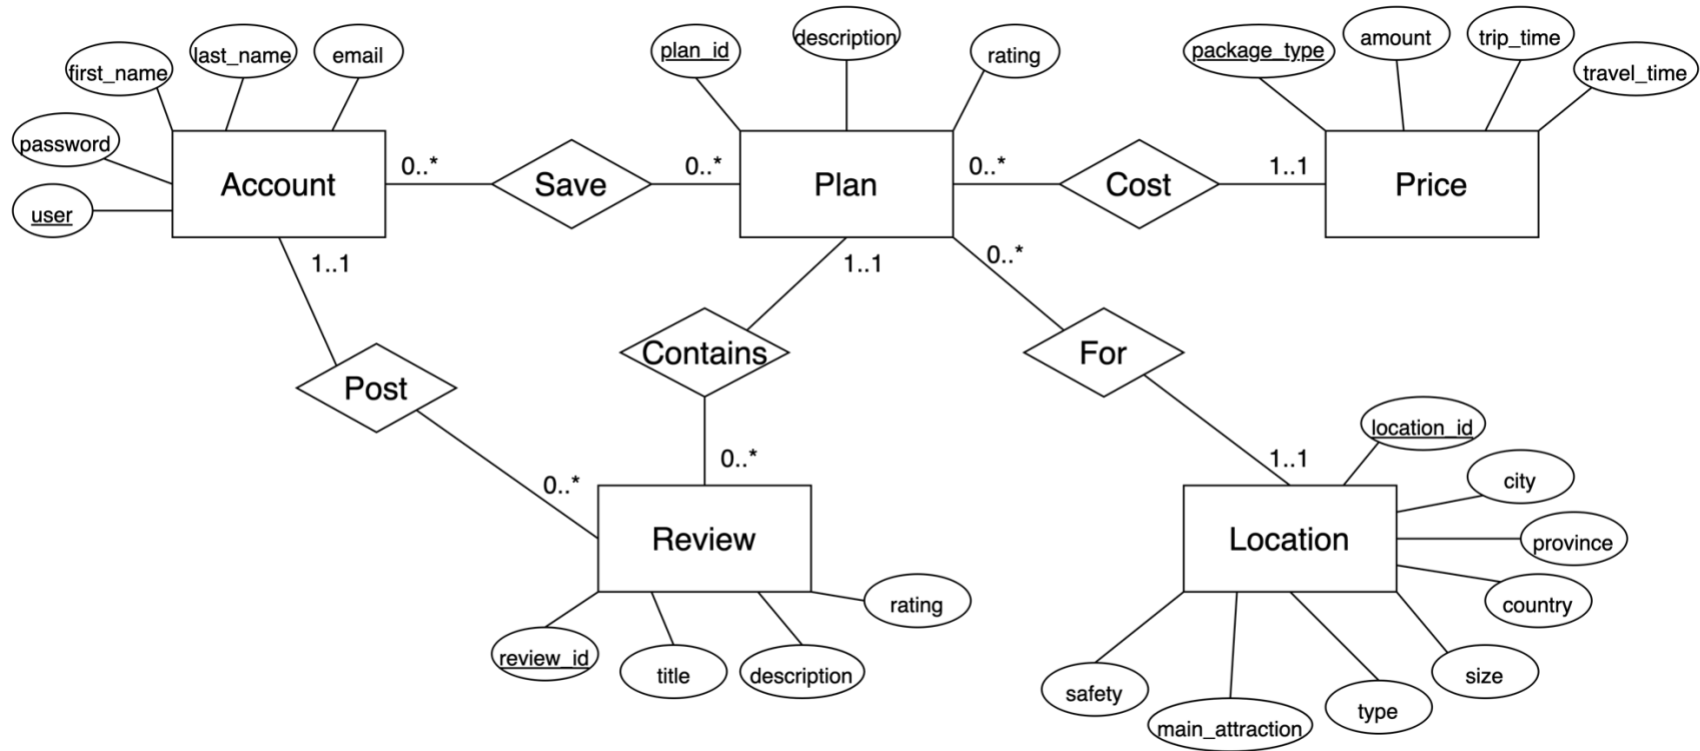 first_name
last_name
email
password
user
Account
0..*
Save
0..*
plan_id
description
rating
Plan
0..*
Cost
1..1
package_type
amount
trip_time
travel_time
Price
1..1
Post
0..*
1..1
Contains
0..*
0..*
For
1..1
Review
review_id
title
description
rating
Location
location_id
city
province
country
size
type
main_attraction
safety